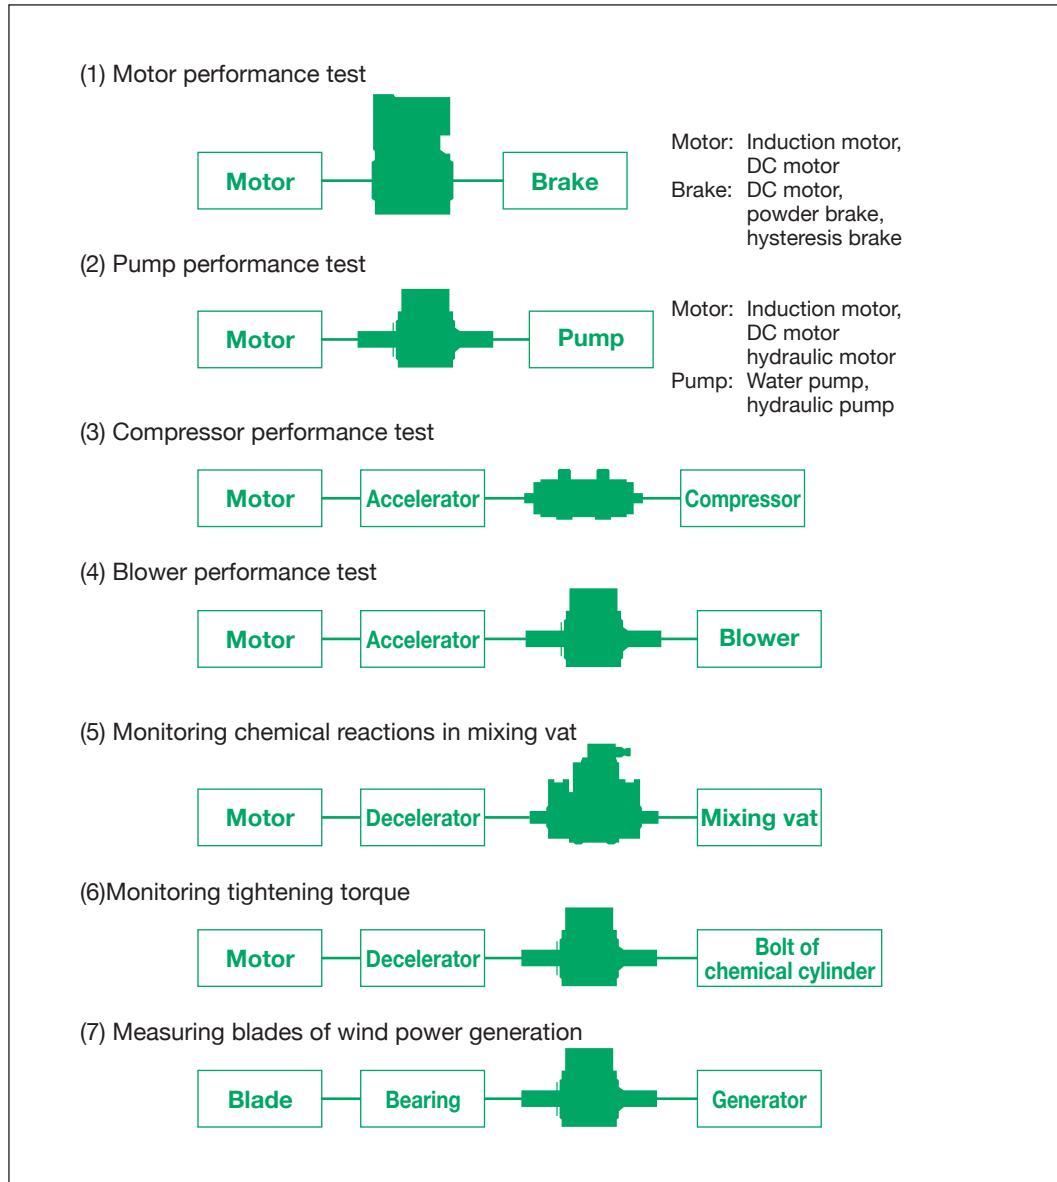 (1) Motor performance test
Motor
Brake
Motor: Induction motor,
DC motor
Brake: DC motor,
powder brake,
hysteresis brake
(2) Pump performance test
Motor
Pump
Motor: Induction motor,
DC motor
hydraulic motor
Pump: Water pump,
hydraulic pump
(3) Compressor performance test
Motor
Accelerator
Compressor
(4) Blower performance test
Motor
Accelerator
Blower
(5) Monitoring chemical reactions in mixing vat
Motor
Decelerator
Mixing vat
(6)Monitoring tightening torque
Motor
Decelerator
Bolt of
chemical cylinder
(7) Measuring blades of wind power generation
Blade
Bearing
Generator